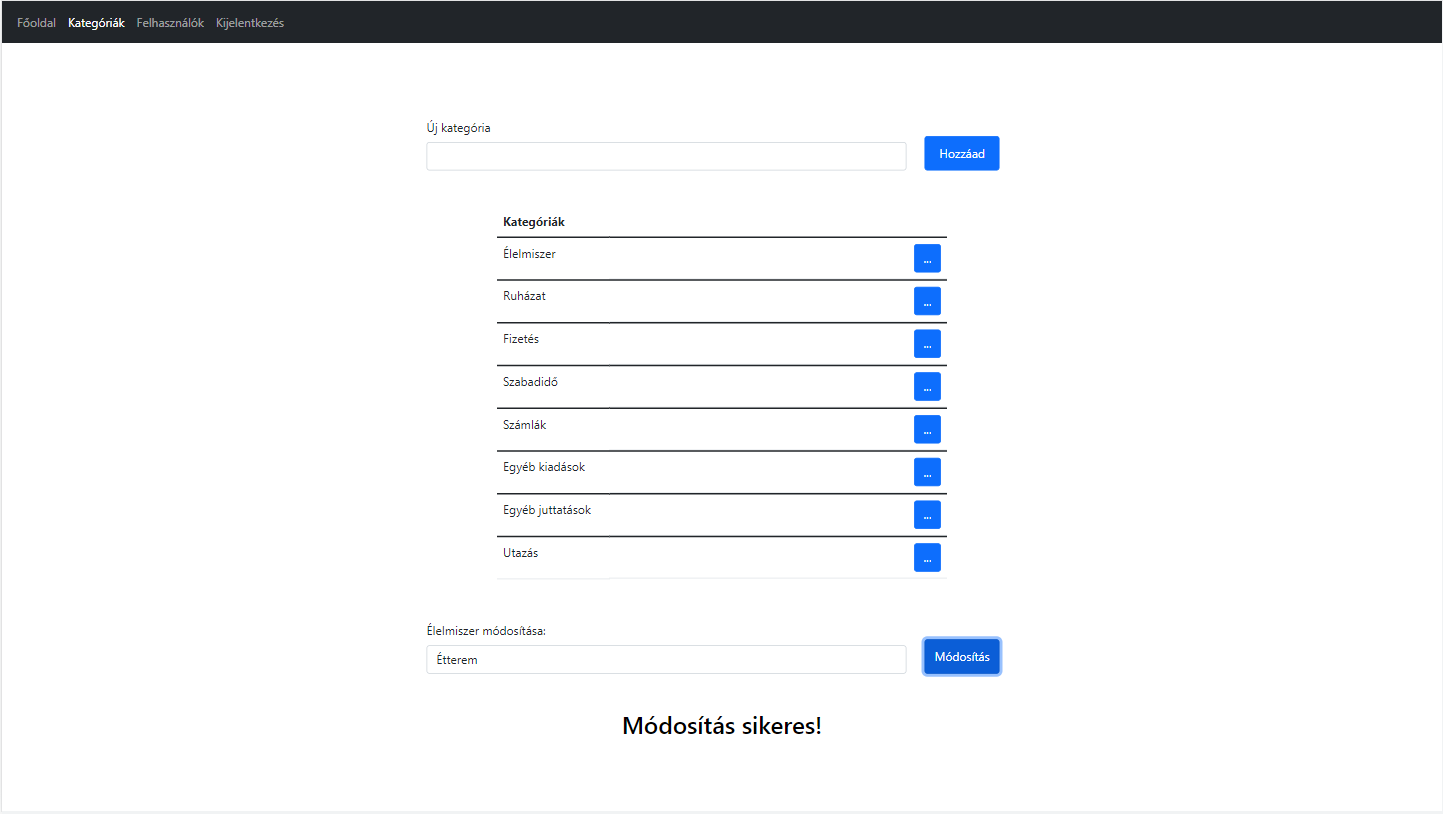 Főoldal Kategóriák Felhasználók Kijelentkezés
Új kategória
Hozzáad
Kategóriák
Élelmiszer ...
Ruházat ...
Fizetés ...
Szabadidő ...
Számlák ...
Egyéb kiadások ...
Egyéb juttatások ...
Utazás ...
Élelmiszer módosítása:
Étterem Módosítás
Módosítás sikeres!